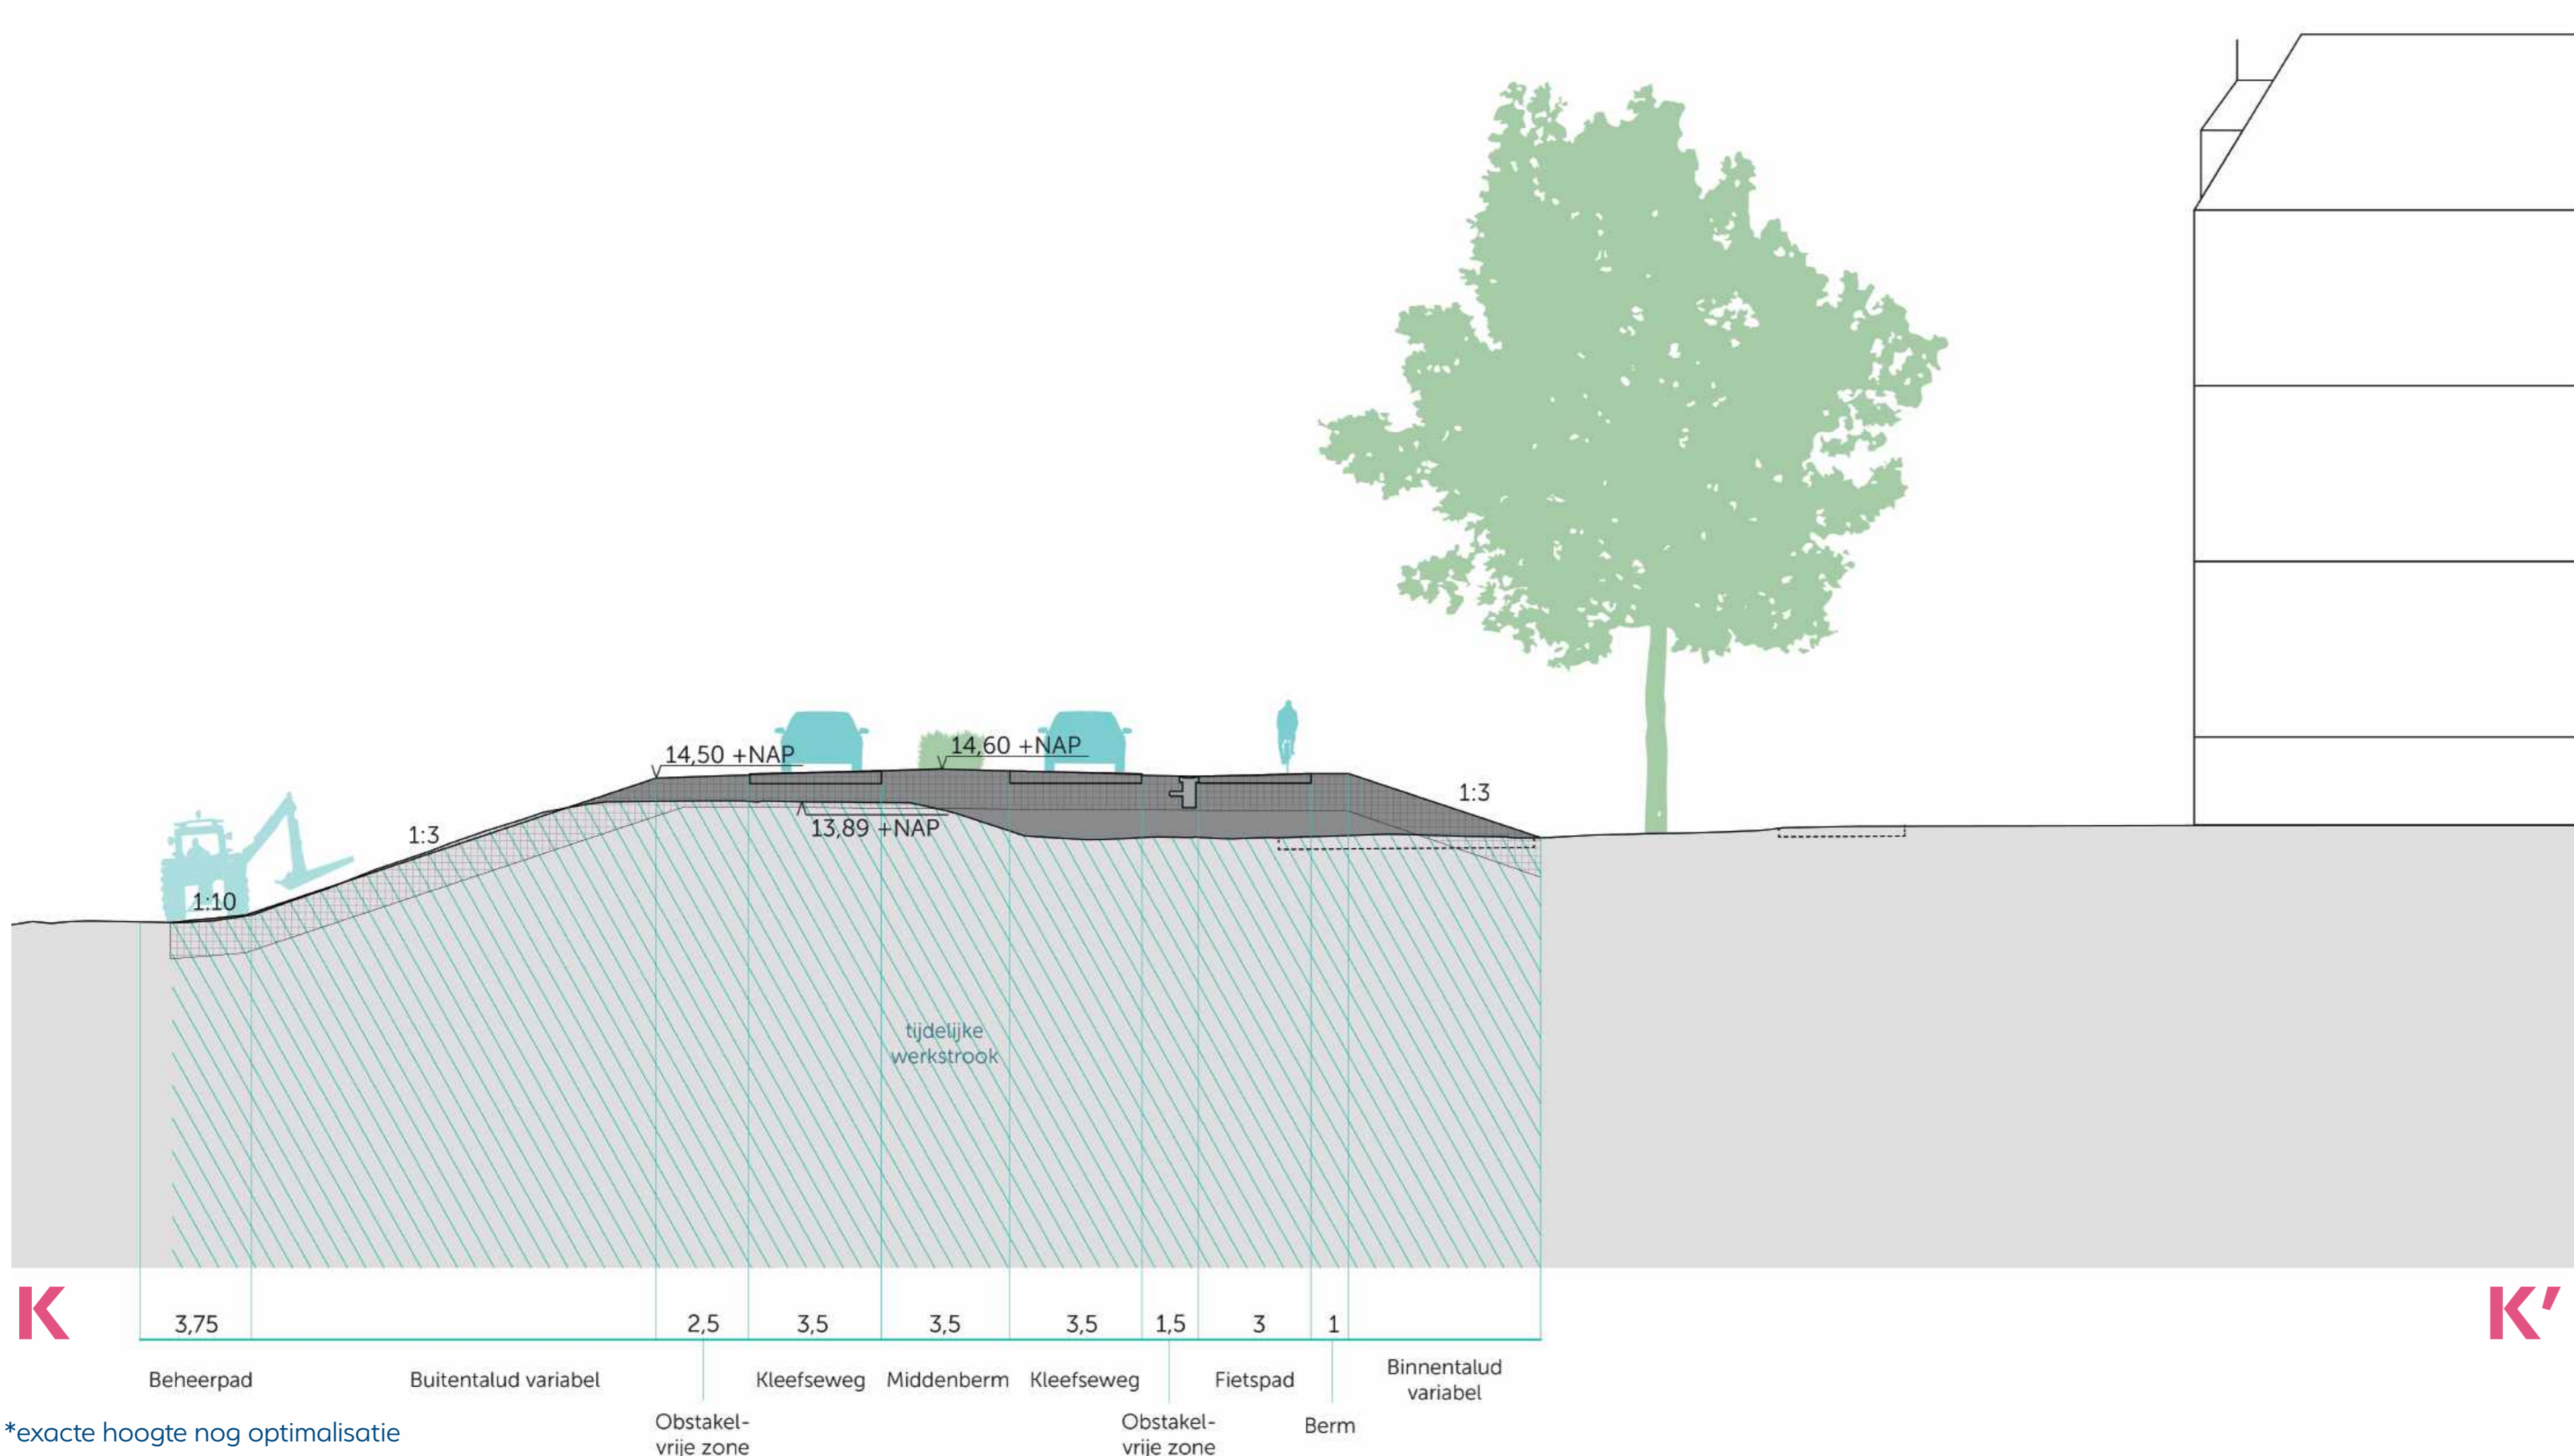 14,50 +NAP
14,60 +NAP
13,89 +NAP
1:3
1:3
1:10
tijdelijke
werkstrook
K
K'
3,75
2,5
3,5
3,5
3,5
1,5
3
1
Beheerpad
Buitentalud variabel
Kleefseweg
Middenberm
Kleefseweg
Fietspad
Binnentalud
variabel
Obstakel-
vrije zone
Obstakel-
vrije zone
Berm
*exacte hoogte nog optimalisatie